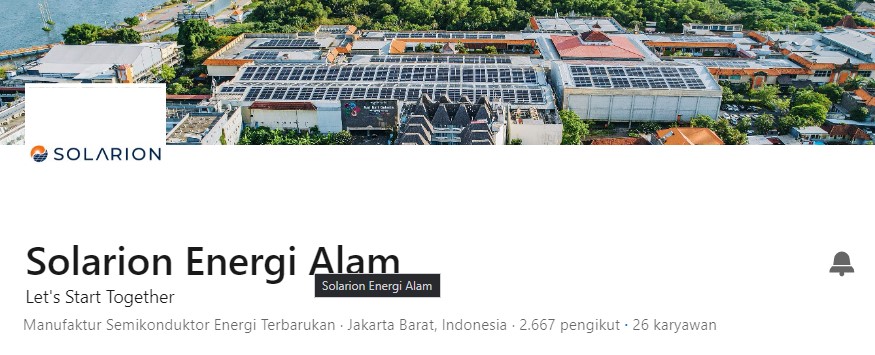 SOLARION
Solarion Energi Alam
Solarion Energi Alam
Let's Start Together
Manufaktur Semikonduktor Energi Terbarukan · Jakarta Barat, Indonesia · 2.667 pengikut · 26 karyawan